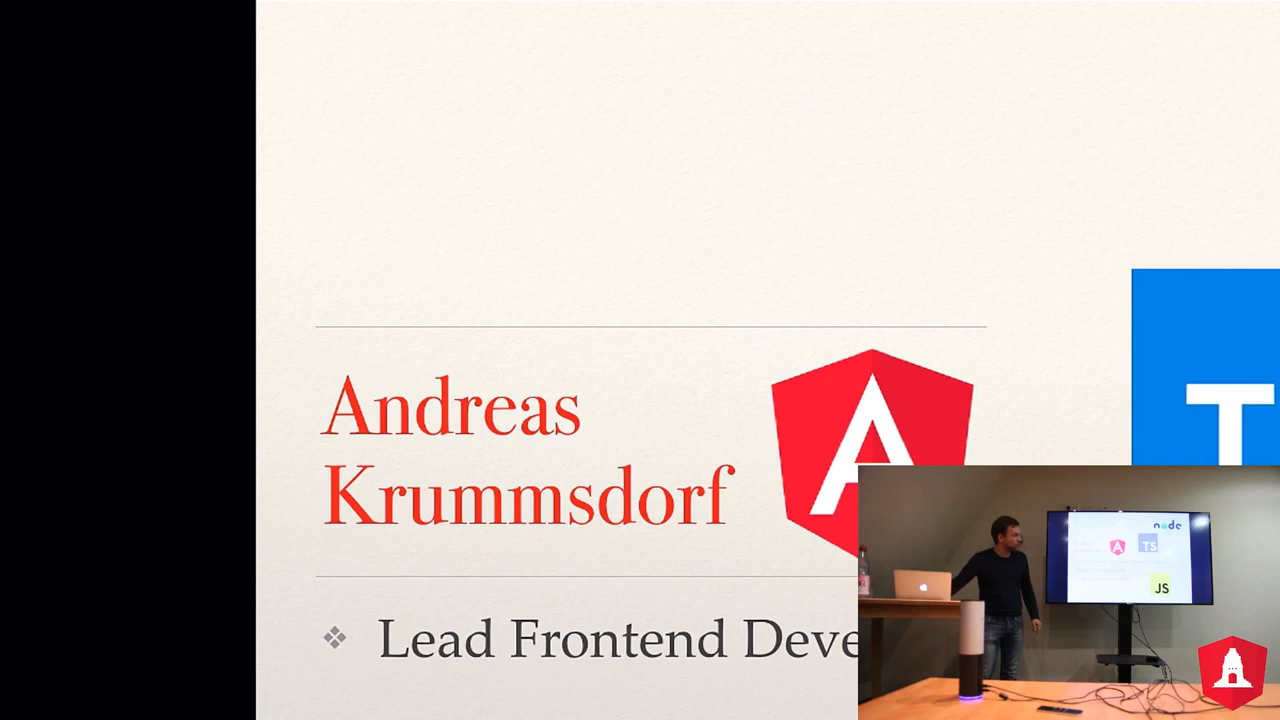 Andreas
Krummsdorf
A
T
❖ Lead Frontend Deve
node
A
TS
JS